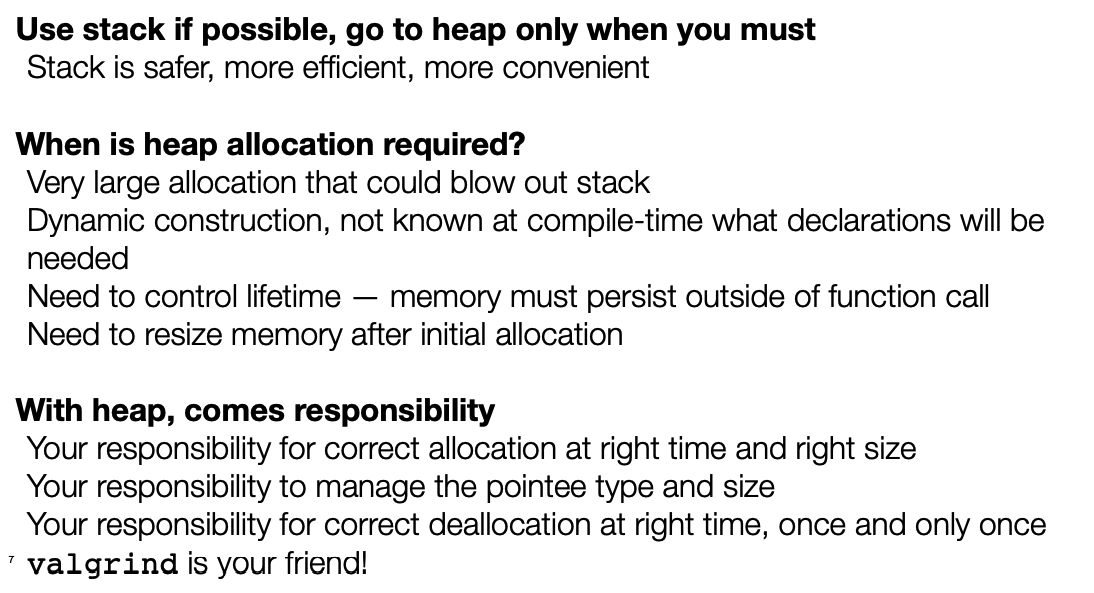 Use stack if possible, go to heap only when you must
Stack is safer, more efficient, more convenient
When is heap allocation required?
Very large allocation that could blow out stack
Dynamic construction, not known at compile-time what declarations will be
needed
Need to control lifetime — memory must persist outside of function call
Need to resize memory after initial allocation
With heap, comes responsibility
Your responsibility for correct allocation at right time and right size
Your responsibility to manage the pointee type and size
Your responsibility for correct deallocation at right time, once and only once
7 valgrind is your friend!